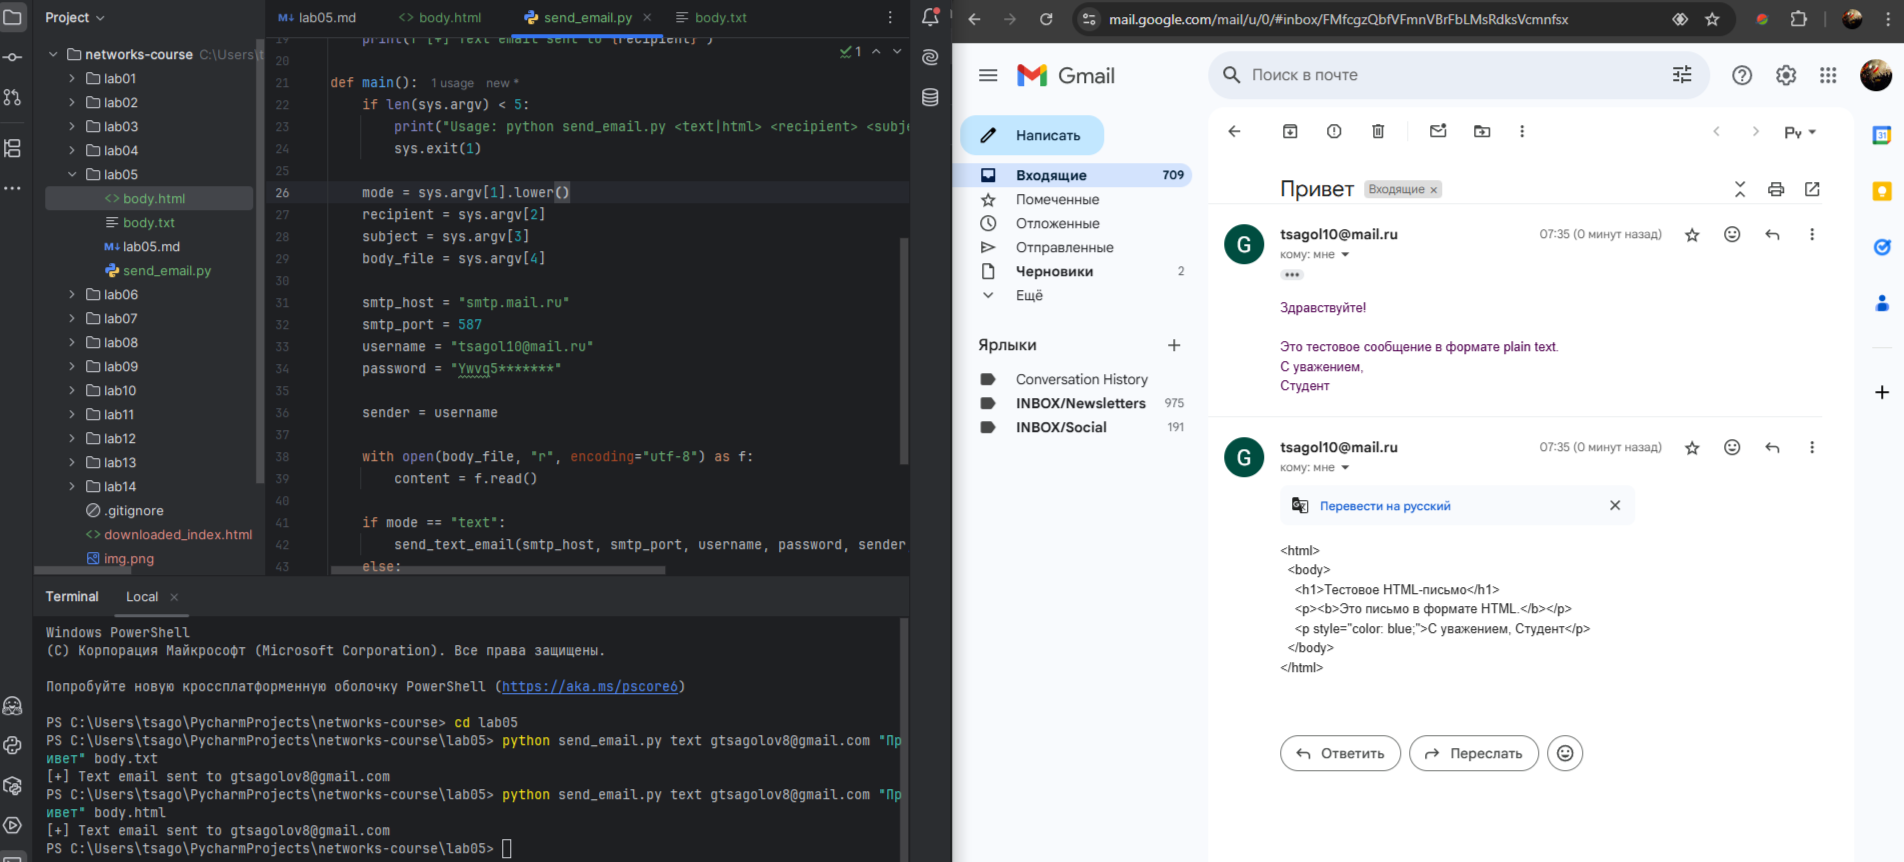 Project
networks-course C:\Users\t
lab01
lab02
lab03
lab04
lab05
body.html
body.txt
M↓ lab05.md
send_email.py
lab06
lab07
lab08
lab09
lab10
lab11
lab12
lab13
lab14
.gitignore
downloaded_index.html
img.png
M↓ lab05.md
<> body.html
send_email.py ×
body.txt
19 print(f"[+] Text email sent to {recipient}")
1
20
21 def main(): 1 usage new *
22 if len(sys.argv) < 5:
23 print("Usage: python send_email.py <text|html> <recipient> <subje
24 sys.exit(1)
25
26 mode = sys.argv[1].lower()
27 recipient = sys.argv[2]
28 subject = sys.argv[3]
29 body_file = sys.argv[4]
30
31 smtp_host = "smtp.mail.ru"
32 smtp_port = 587
33 username = "tsagol10@mail.ru"
34 password = "Ywvq5*******"
35
36 sender = username
37
38 with open(body_file, "r", encoding="utf-8") as f:
39 content = f.read()
40
41 if mode == "text":
42 send_text_email(smtp_host, smtp_port, username, password, sender
43 else:
Terminal Local ×
Windows PowerShell
(C) Корпорация Майкрософт (Microsoft Corporation). Все права защищены.
Попробуйте новую кроссплатформенную оболочку PowerShell (https://aka.ms/pscore6)
PS C:\Users\tsago\PycharmProjects\networks-course> cd lab05
PS C:\Users\tsago\PycharmProjects\networks-course\lab05> python send_email.py text gtsagolov8@gmail.com "Пр
ивет" body.txt
[+] Text email sent to gtsagolov8@gmail.com
PS C:\Users\tsago\PycharmProjects\networks-course\lab05> python send_email.py text gtsagolov8@gmail.com "Пр
ивет" body.html
[+] Text email sent to gtsagolov8@gmail.com
PS C:\Users\tsago\PycharmProjects\networks-course\lab05>
mail.google.com/mail/u/0/#inbox/FMfcgzQbfVFmnVBrFbLMsRdksVcmnfsx
Gmail
Поиск в почте
Написать
Входящие 709
Помеченные
Отложенные
Отправленные
Черновики 2
Ещё
Ярлыки
Conversation History
INBOX/Newsletters 975
INBOX/Social 191
Ру
Привет Входящие ×
G
tsagol10@mail.ru 07:35 (0 минут назад)
кому: мне
Здравствуйте!
Это тестовое сообщение в формате plain text.
С уважением,
Студент
G
tsagol10@mail.ru 07:35 (0 минут назад)
кому: мне
Перевести на русский
<html>
<body>
<h1>Тестовое HTML-письмо</h1>
<p><b>Это письмо в формате HTML.</b></p>
<p style="color: blue;">С уважением, Студент</p>
</body>
</html>
Ответить
Переслать
31